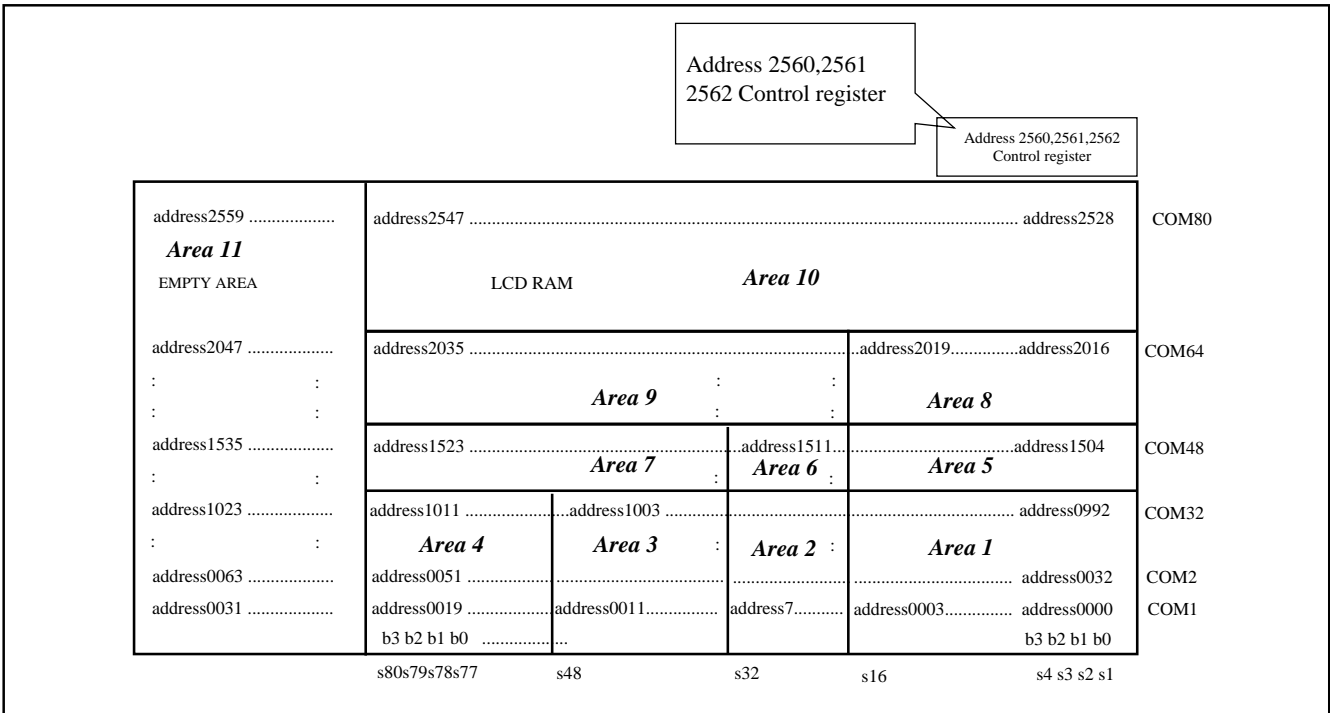 Address 2560,2561
2562 Control register
Address 2560,2561,2562
Control register
address2559 ................... address2547 .................................................................................................... address2528 COM80
Area 11
EMPTY AREA LCD RAM Area 10
address2047 .................. address2035 ..........................................................................address2019..............address2016 COM64
: : : :
Area 9 Area 8
: : : :
address1535 .................. address1523 ..................................................address1511.................................address1504 COM48
Area 7 Area 6 Area 5
: : : :
address1023 .................. address1011 ...................address1003 ................................................................ address0992 COM32
: : Area 4 Area 3 : Area 2 : Area 1
address0063 .................. address0051 .................................................................................................... address0032 COM2
address0031 .................. address0019 ................address0011............... address7.......... address0003.............. address0000 COM1
b3 b2 b1 b0 ................... b3 b2 b1 b0
s80s79s78s77 s48 s32 s16 s4 s3 s2 s1